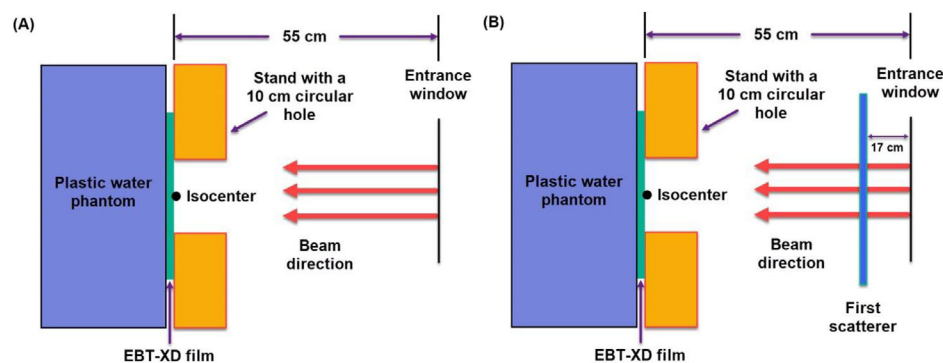 (A)
55 cm
Entrance
window
Stand with a
10 cm circular
hole
Plastic water
phantom
Isocenter
Beam
direction
EBT-XD film
(B)
55 cm
Entrance
window
Stand with a
10 cm circular
hole
17 cm
Plastic water
phantom
Isocenter
Beam
direction
First
scatterer
EBT-XD film